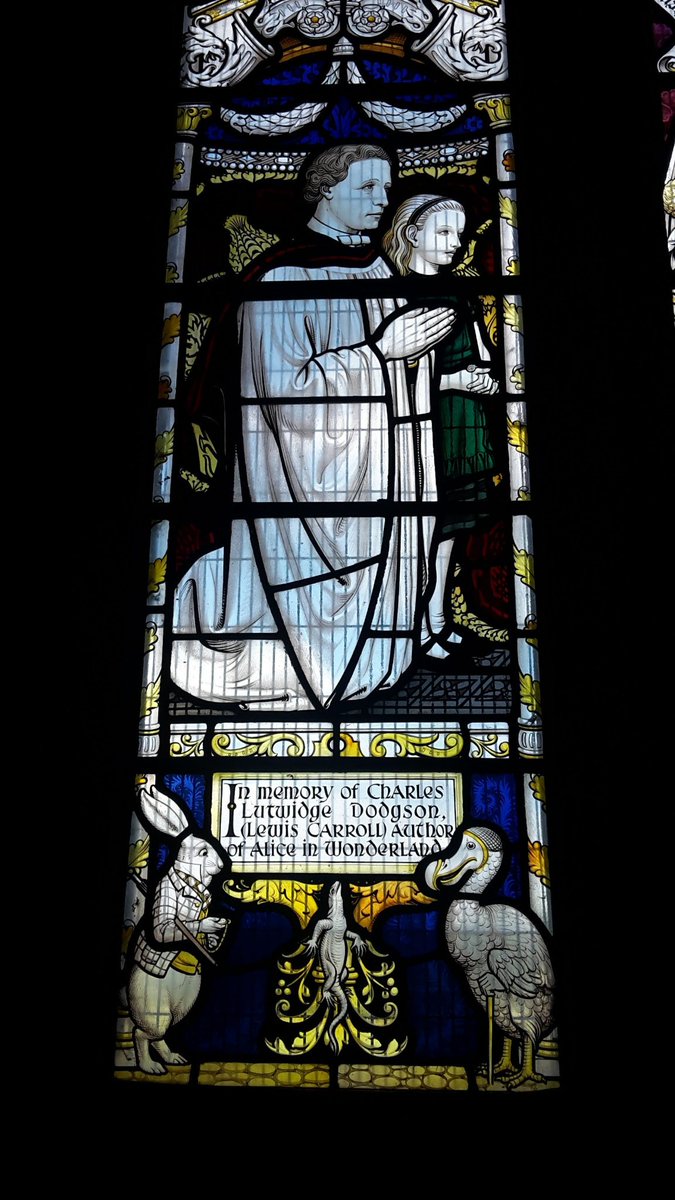 In memory of Charles
Lutwidge Dodgson,
(Lewis Carroll) author
of Alice in Wonderland